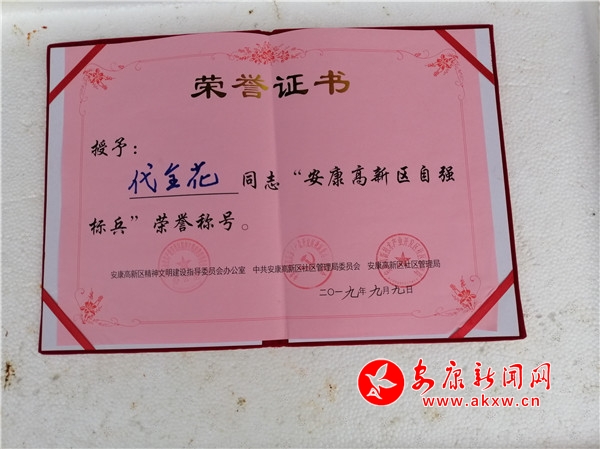 荣誉证书
授予：
代全花 同志“安康高新区自强
标兵”荣誉称号。
安康高新区精神文明建设指导委员会办公室 中共安康高新区社区管理局委员会 安康高新区社区管理局
二〇一九年九月九日
安康新闻网
www.akxw.cn